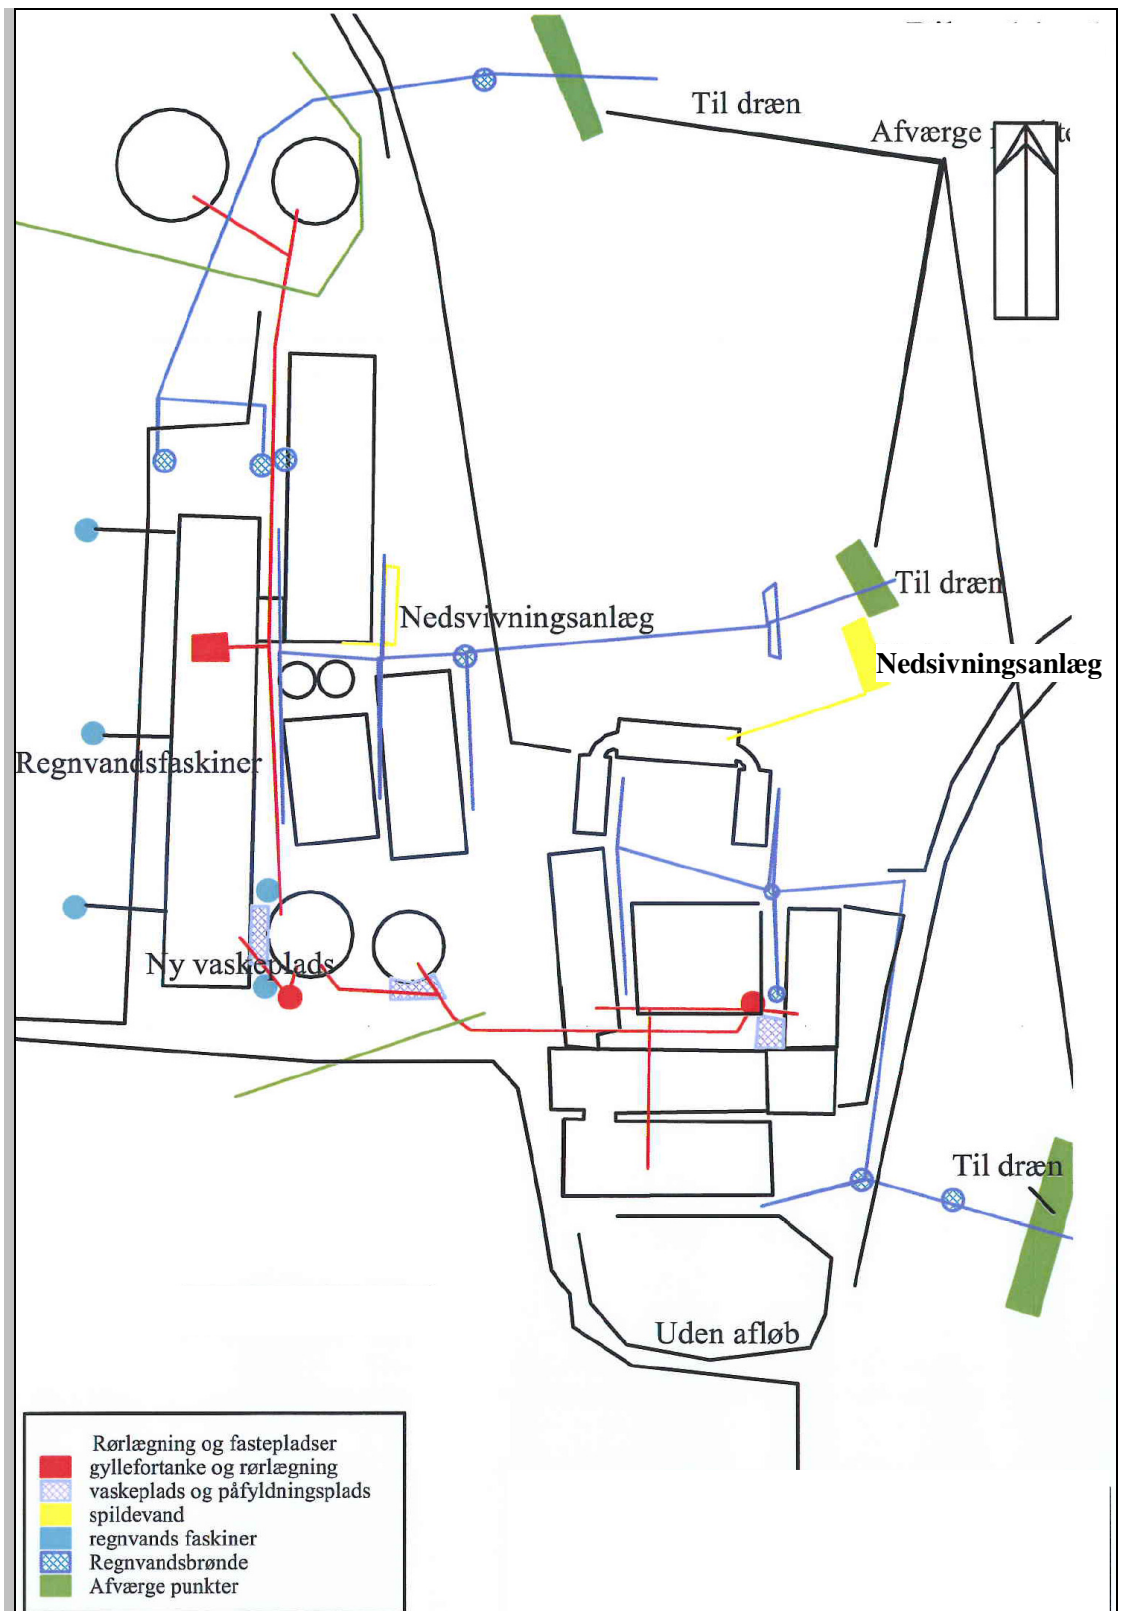 Til dræn
Afværge
Til dræn
Nedsvivningsanlæg
Nedsivningsanlæg
Regnvandsfaskiner
Ny vaskeplads
Til dræn
Uden afløb
Rørlægning og fastepladser
gyllefortanke og rørlægning
vaskeplads og påfyldningsplads
spildevand
regnvands faskiner
Regnvandsbrønde
Afværge punkter